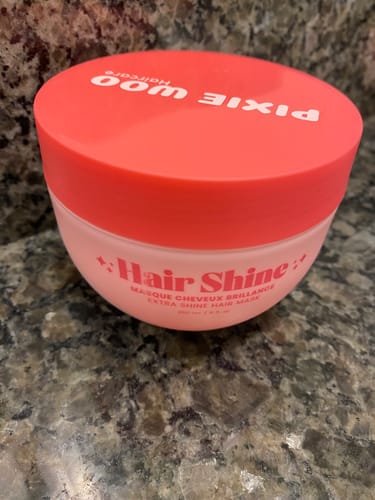 PIXIE WOO
Haircare
Hair Shine
MASQUE CHEVEUX BRILLANCE
EXTRA SHINE HAIR MASK